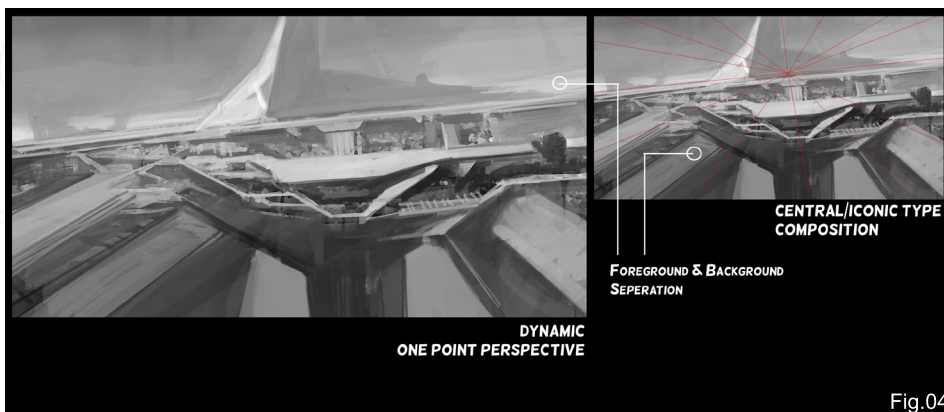 CENTRAL/ICONIC TYPE
COMPOSITION
FOREGROUND & BACKGROUND
SEPERATION
DYNAMIC
ONE POINT PERSPECTIVE
Fig.04